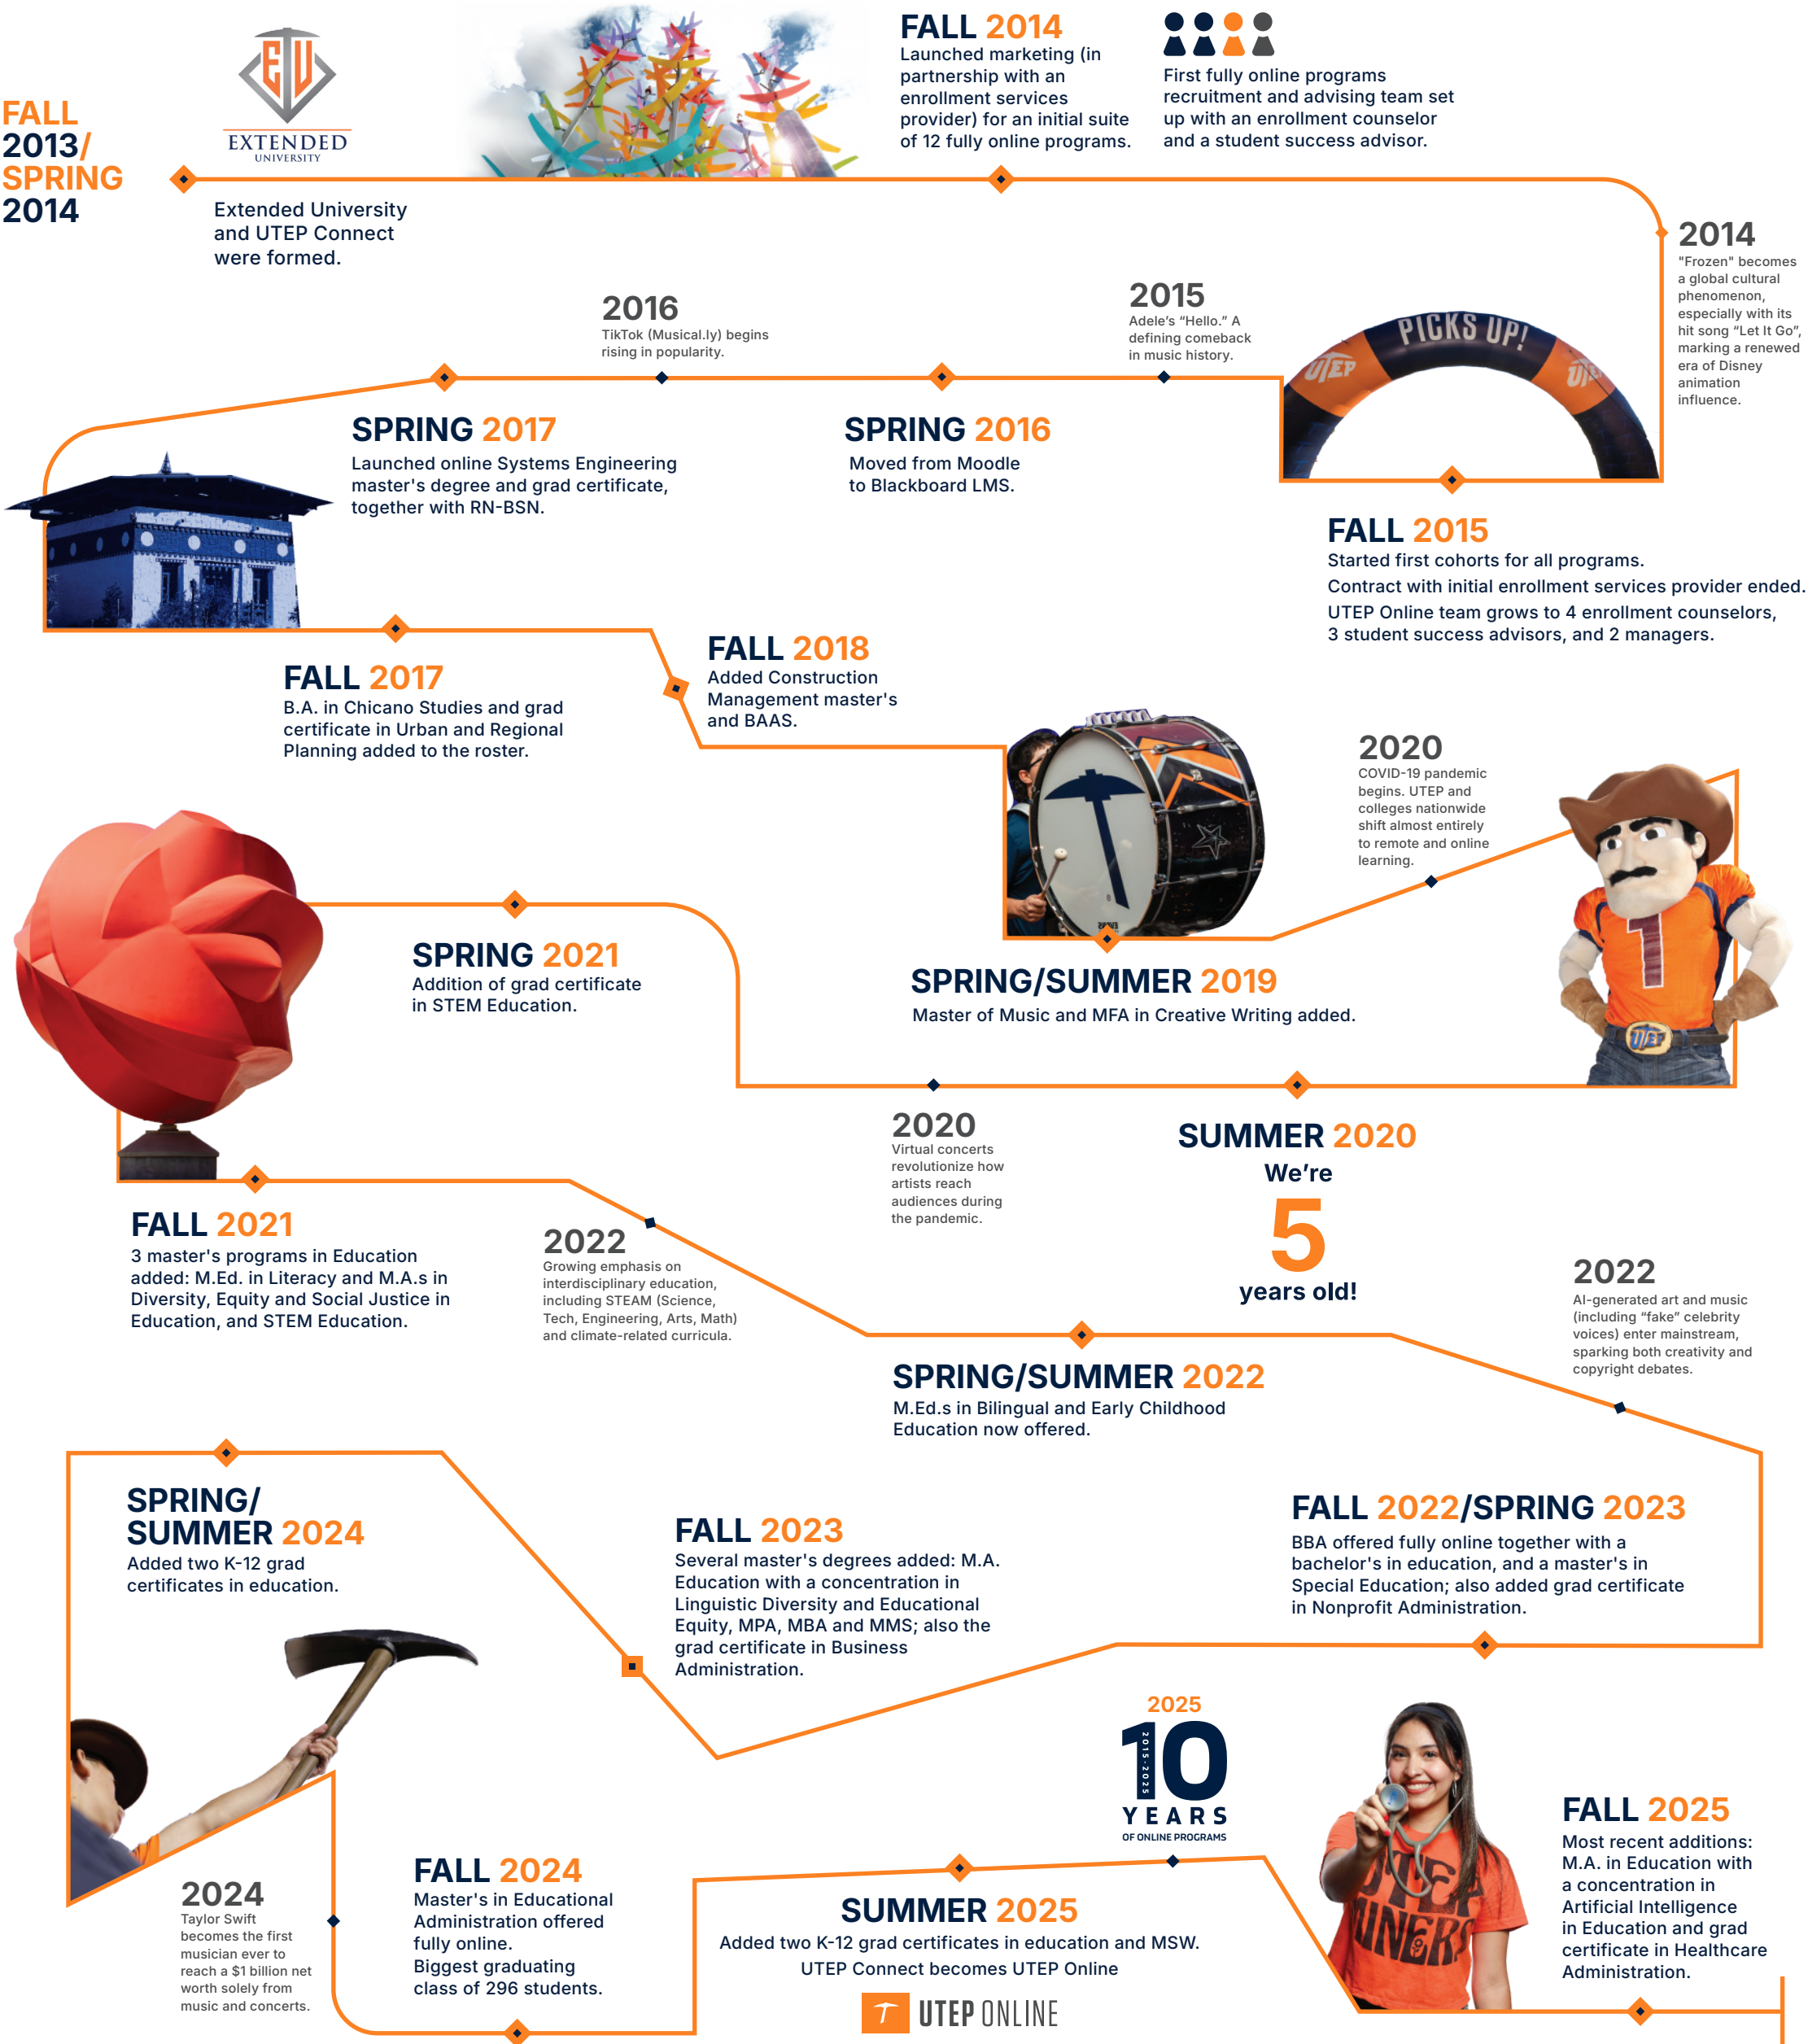 FALL
2013/
SPRING
2014
EU
EXTENDED
UNIVERSITY
Extended University
and UTEP Connect
were formed.
FALL 2014
Launched marketing (in
partnership with an
enrollment services
provider) for an initial suite
of 12 fully online programs.
First fully online programs
recruitment and advising team set
up with an enrollment counselor
and a student success advisor.
2014
"Frozen" becomes
a global cultural
phenomenon,
especially with its
hit song “Let It Go”,
marking a renewed
era of Disney
animation
influence.
2015
Adele’s “Hello.” A
defining comeback
in music history.
2016
TikTok (Musical.ly) begins
rising in popularity.
UTEP
PICKS UP!
UTEP
FALL 2015
Started first cohorts for all programs.
Contract with initial enrollment services provider ended.
UTEP Online team grows to 4 enrollment counselors,
3 student success advisors, and 2 managers.
SPRING 2016
Moved from Moodle
to Blackboard LMS.
SPRING 2017
Launched online Systems Engineering
master's degree and grad certificate,
together with RN-BSN.
FALL 2017
B.A. in Chicano Studies and grad
certificate in Urban and Regional
Planning added to the roster.
FALL 2018
Added Construction
Management master's
and BAAS.
SPRING/SUMMER 2019
Master of Music and MFA in Creative Writing added.
2020
COVID-19 pandemic
begins. UTEP and
colleges nationwide
shift almost entirely
to remote and online
learning.
1
UTEP
SUMMER 2020
We’re
5
years old!
2020
Virtual concerts
revolutionize how
artists reach
audiences during
the pandemic.
SPRING 2021
Addition of grad certificate
in STEM Education.
FALL 2021
3 master's programs in Education
added: M.Ed. in Literacy and M.A.s in
Diversity, Equity and Social Justice in
Education, and STEM Education.
2022
Growing emphasis on
interdisciplinary education,
including STEAM (Science,
Tech, Engineering, Arts, Math)
and climate-related curricula.
SPRING/SUMMER 2022
M.Ed.s in Bilingual and Early Childhood
Education now offered.
2022
AI-generated art and music
(including “fake” celebrity
voices) enter mainstream,
sparking both creativity and
copyright debates.
FALL 2022/SPRING 2023
BBA offered fully online together with a
bachelor's in education, and a master's in
Special Education; also added grad certificate
in Nonprofit Administration.
FALL 2023
Several master's degrees added: M.A.
Education with a concentration in
Linguistic Diversity and Educational
Equity, MPA, MBA and MMS; also the
grad certificate in Business
Administration.
SPRING/
SUMMER 2024
Added two K-12 grad
certificates in education.
2024
Taylor Swift
becomes the first
musician ever to
reach a $1 billion net
worth solely from
music and concerts.
FALL 2024
Master's in Educational
Administration offered
fully online.
Biggest graduating
class of 296 students.
2025
10
2015-2025
YEARS
OF ONLINE PROGRAMS
SUMMER 2025
Added two K-12 grad certificates in education and MSW.
UTEP Connect becomes UTEP Online
UTEP ONLINE
UTEP
MINERS
FALL 2025
Most recent additions:
M.A. in Education with
a concentration in
Artificial Intelligence
in Education and grad
certificate in Healthcare
Administration.